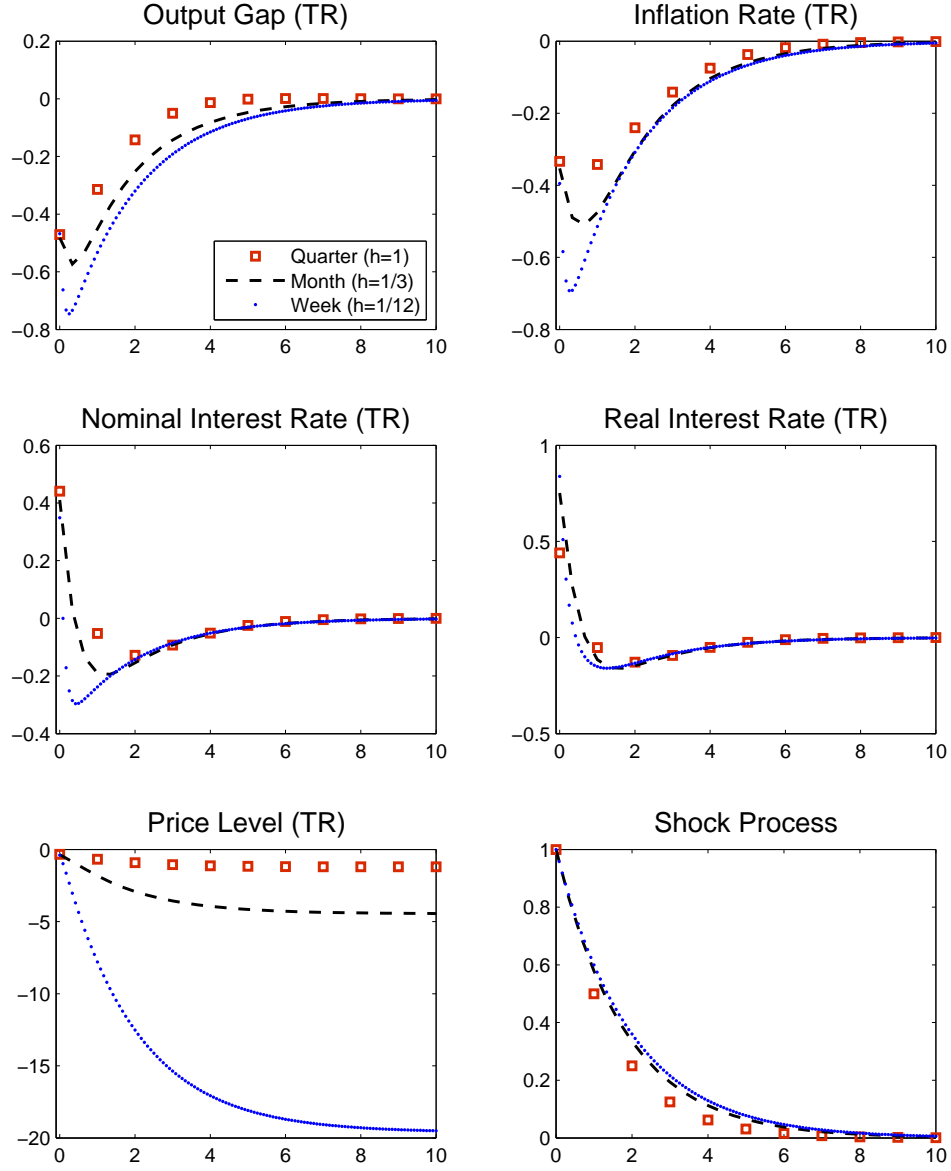 Output Gap (TR)
0.2
0
−0.2
−0.4
−0.6
−0.8
0 2 4 6 8 10
Quarter (h=1)
Month (h=1/3)
Week (h=1/12)
Inflation Rate (TR)
0
−0.2
−0.4
−0.6
−0.8
0 2 4 6 8 10
Nominal Interest Rate (TR)
0.6
0.4
0.2
0
−0.2
−0.4
0 2 4 6 8 10
Real Interest Rate (TR)
1
0.5
0
−0.5
0 2 4 6 8 10
Price Level (TR)
0
−5
−10
−15
−20
0 2 4 6 8 10
Shock Process
1
0.8
0.6
0.4
0.2
0
0 2 4 6 8 10